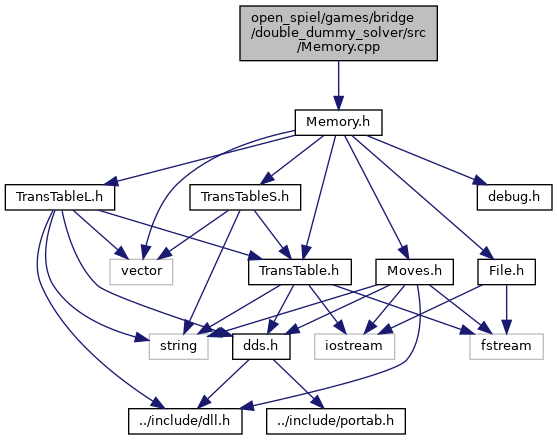 open_spiel/games/bridge
/double_dummy_solver/src
/Memory.cpp
Memory.h
TransTableL.h
TransTableS.h
debug.h
vector
TransTable.h
Moves.h
File.h
string
dds.h
iostream
fstream
../include/dll.h
../include/portab.h